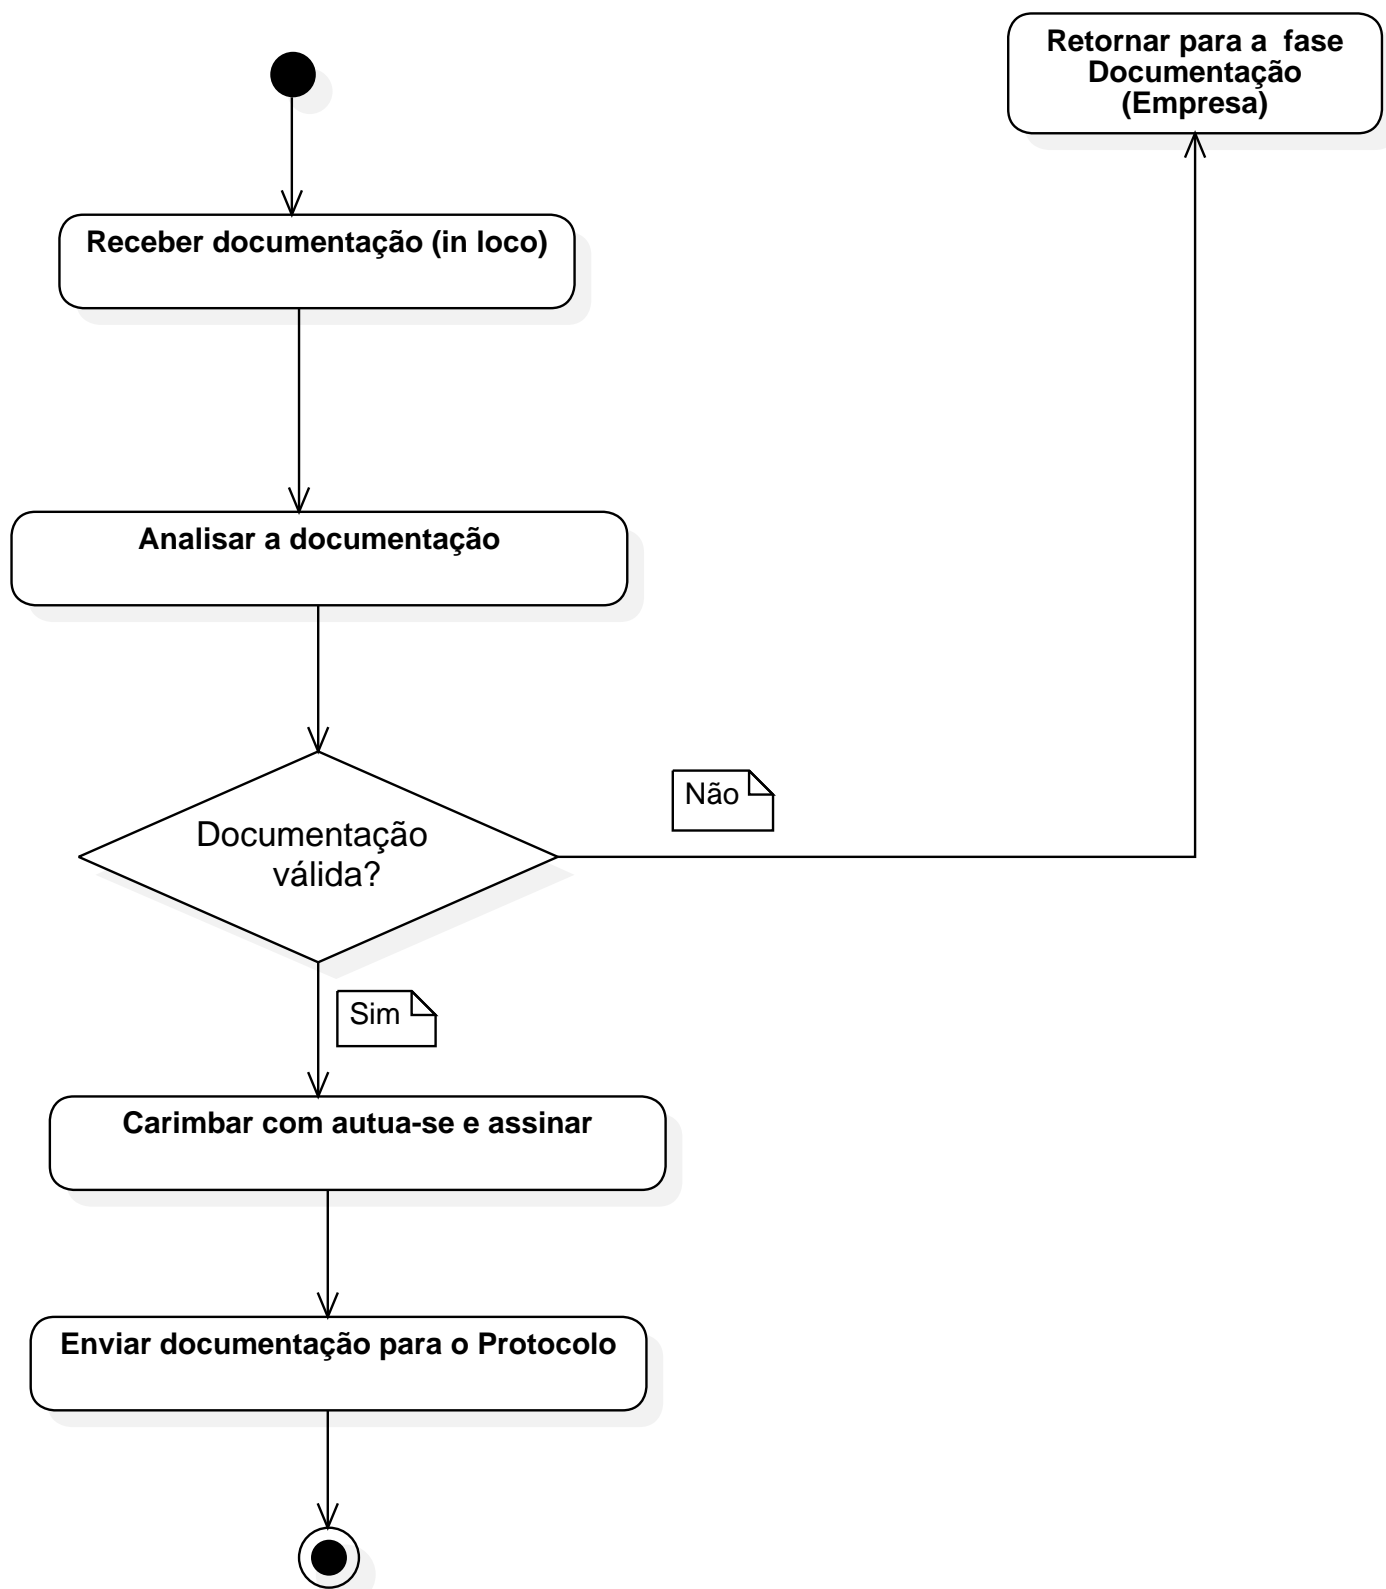 Retornar para a fase
Documentação
(Empresa)
Receber documentação (in loco)
Analisar a documentação
Documentação
válida?
Não
Sim
Carimbar com autua-se e assinar
Enviar documentação para o Protocolo